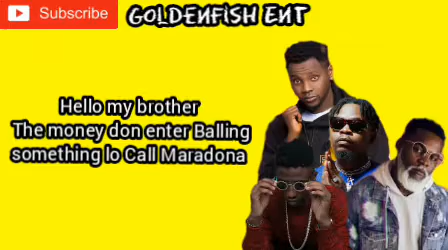 Subscribe
GOLDENFISH ENT
Hello my brother
The money don enter Balling
something lo Call Maradona